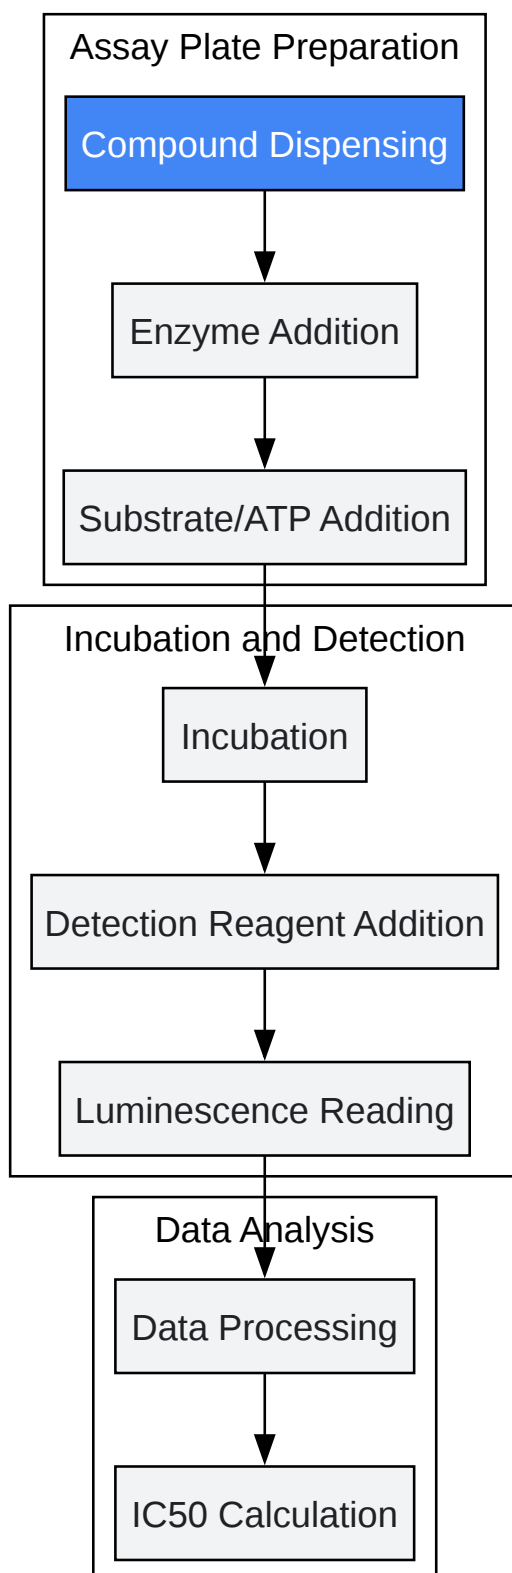 Assay Plate Preparation
Compound Dispensing
Enzyme Addition
Substrate/ATP Addition
Incubation and Detection
Incubation
Detection Reagent Addition
Luminescence Reading
Data Analysis
Data Processing
IC50 Calculation